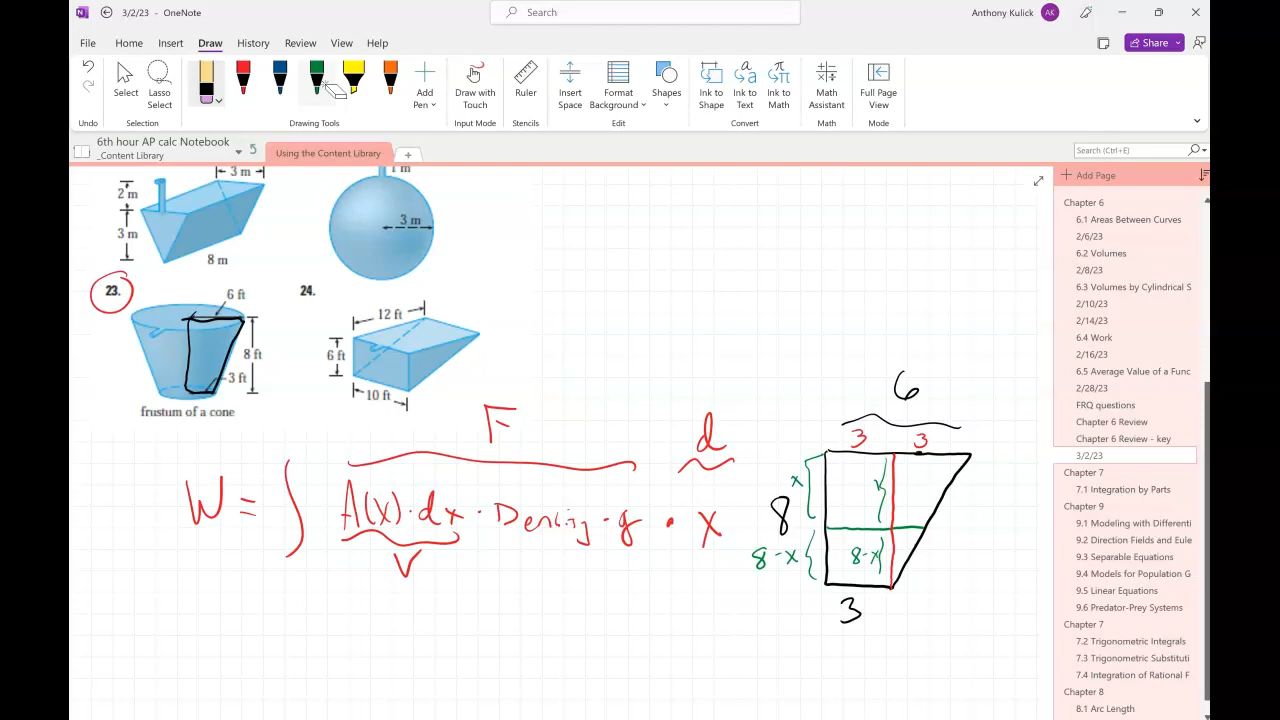 3/2/23 - OneNote
Search
Anthony Kulick
AK
File Home Insert Draw History Review View Help
Share
Undo
Select
Lasso Select
Add Pen
Draw with Touch
Ruler
Insert Space
Format Background
Shapes
Ink to Shape
Ink to Text
Ink to Math
Math Assistant
Full Page View
Undo Selection Drawing Tools Input Mode Stencils Edit Convert Math Mode
6th hour AP calc Notebook
_Content Library
5
Using the Content Library
+
Search (Ctrl+E)
Add Page
Chapter 6
6.1 Areas Between Curves
2/6/23
6.2 Volumes
2/8/23
6.3 Volumes by Cylindrical S
2/10/23
2/14/23
6.4 Work
2/16/23
6.5 Average Value of a Func
2/28/23
FRQ questions
Chapter 6 Review
Chapter 6 Review - key
3/2/23
Chapter 7
7.1 Integration by Parts
Chapter 9
9.1 Modeling with Differenti
9.2 Direction Fields and Eule
9.3 Separable Equations
9.4 Models for Population G
9.5 Linear Equations
9.6 Predator-Prey Systems
Chapter 7
7.2 Trigonometric Integrals
7.3 Trigonometric Substituti
7.4 Integration of Rational F
Chapter 8
8.1 Arc Length
3 m
2 m
3 m
8 m
1 m
3 m
23.
6 ft
8 ft
3 ft
frustum of a cone
24.
12 ft
6 ft
10 ft
F
d
W = ∫ A(x) · dx · Density · g · x
V
6
3 3
x x
8
8-x 8-x
3